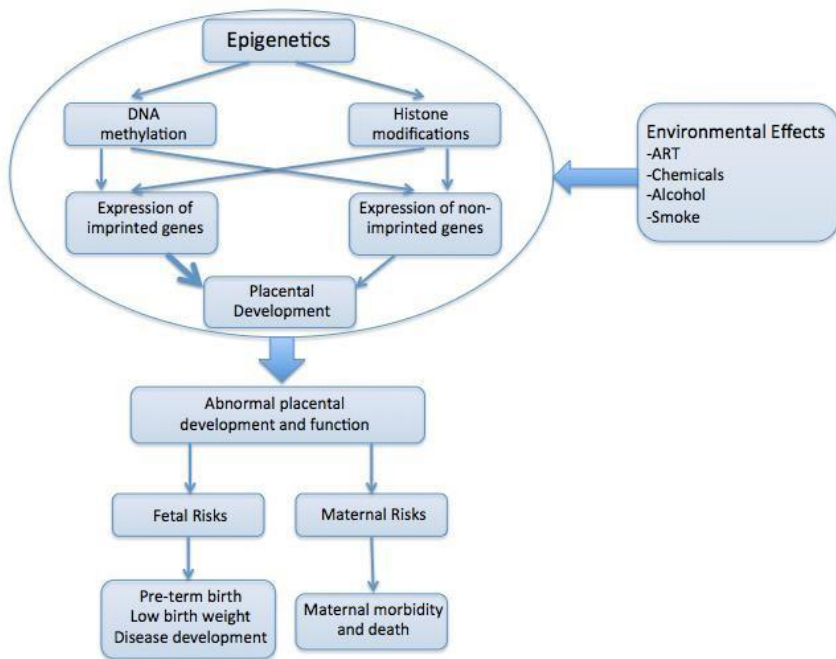 Epigenetics
DNA
methylation
Histone
modifications
Environmental Effects
-ART
-Chemicals
-Alcohol
-Smoke
Expression of
imprinted genes
Expression of non-
imprinted genes
Placental
Development
Abnormal placental
development and function
Fetal Risks
Maternal Risks
Pre-term birth
Low birth weight
Disease development
Maternal morbidity
and death